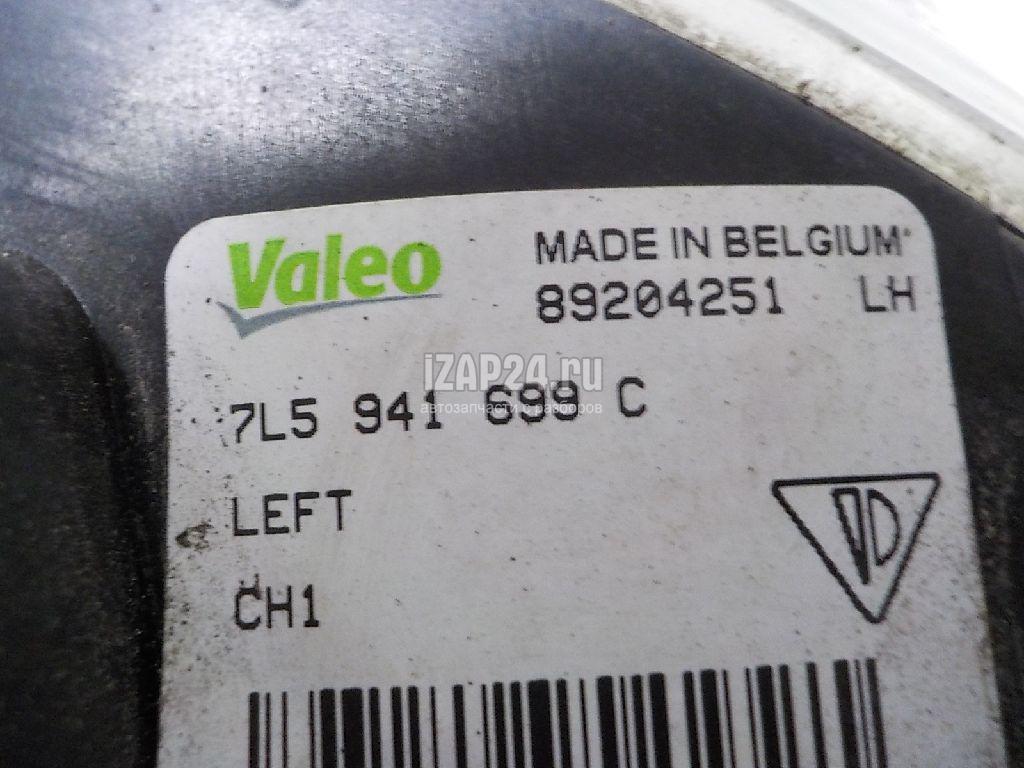 Valeo
MADE IN BELGIUM
89204251 LH
iZAP24.ru
автозапчасти с разборов
7L5 941 699 C
LEFT
CH1